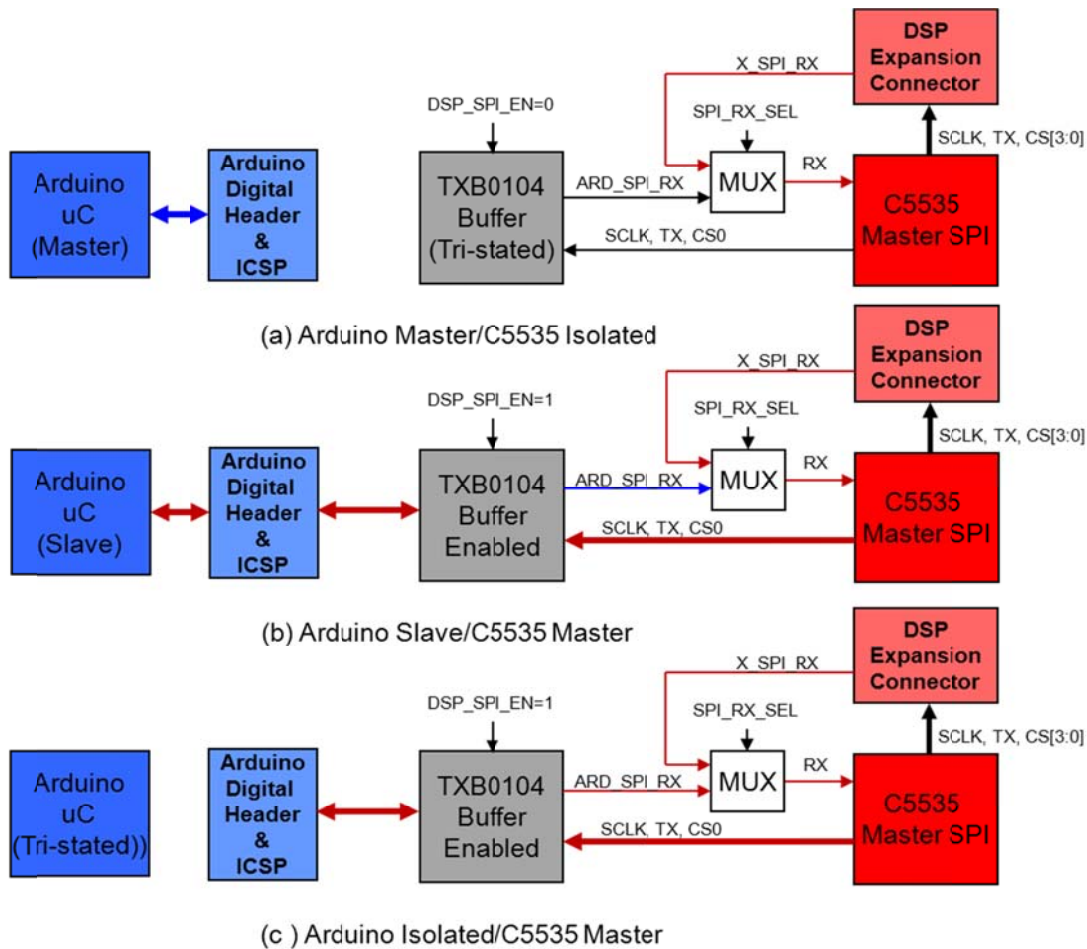 DSP
Expansion
Connector
X_SPI_RX
DSP_SPI_EN=0
SPI_RX_SEL
SCLK, TX, CS[3:0]
Arduino
uC
(Master)
Arduino
Digital
Header
&
ICSP
TXB0104
Buffer
(Tri-stated)
ARD_SPI_RX
MUX
RX
C5535
Master SPI
SCLK, TX, CS0
(a) Arduino Master/C5535 Isolated
DSP
Expansion
Connector
X_SPI_RX
DSP_SPI_EN=1
SPI_RX_SEL
SCLK, TX, CS[3:0]
Arduino
uC
(Slave)
Arduino
Digital
Header
&
ICSP
TXB0104
Buffer
Enabled
ARD_SPI_RX
MUX
RX
C5535
Master SPI
SCLK, TX, CS0
(b) Arduino Slave/C5535 Master
DSP
Expansion
Connector
X_SPI_RX
DSP_SPI_EN=1
SPI_RX_SEL
SCLK, TX, CS[3:0]
Arduino
uC
(Tri-stated))
Arduino
Digital
Header
&
ICSP
TXB0104
Buffer
Enabled
ARD_SPI_RX
MUX
RX
C5535
Master SPI
SCLK, TX, CS0
(c ) Arduino Isolated/C5535 Master